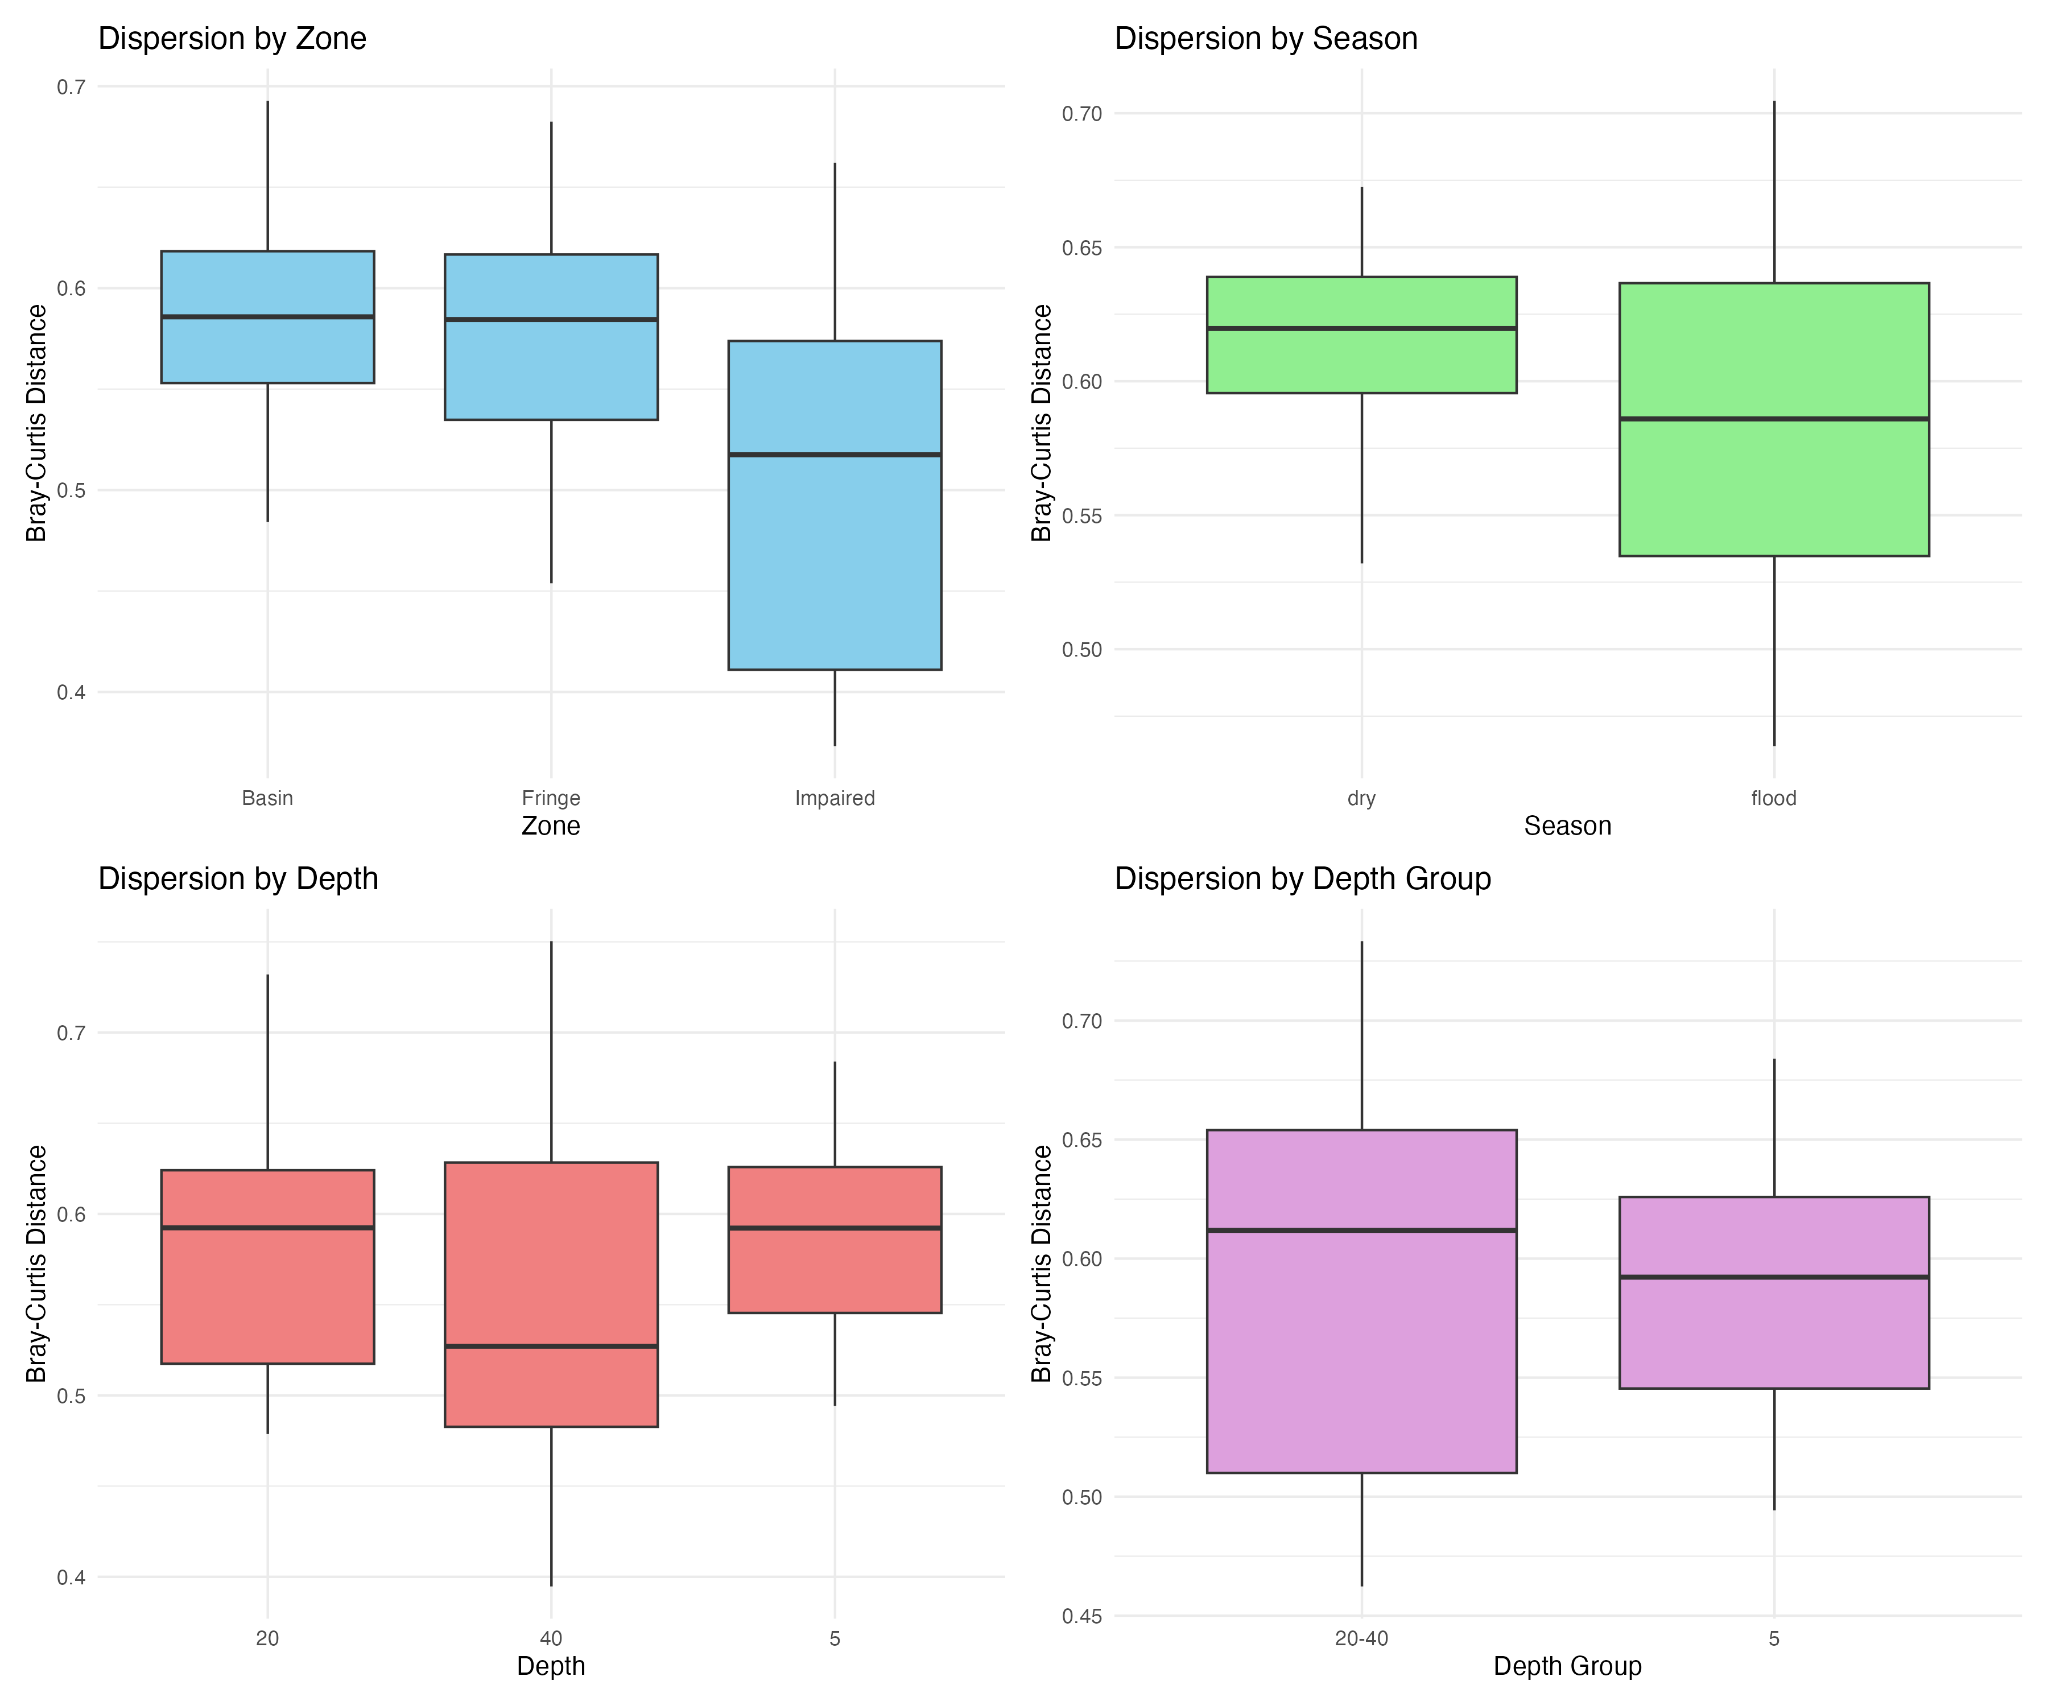 Dispersion by Zone
Bray-Curtis Distance
0.7
0.6
0.5
0.4
Basin Fringe Impaired
Zone
Dispersion by Season
Bray-Curtis Distance
0.70
0.65
0.60
0.55
0.50
dry flood
Season
Dispersion by Depth
Bray-Curtis Distance
0.7
0.6
0.5
0.4
20 40 5
Depth
Dispersion by Depth Group
Bray-Curtis Distance
0.70
0.65
0.60
0.55
0.50
0.45
20-40 5
Depth Group